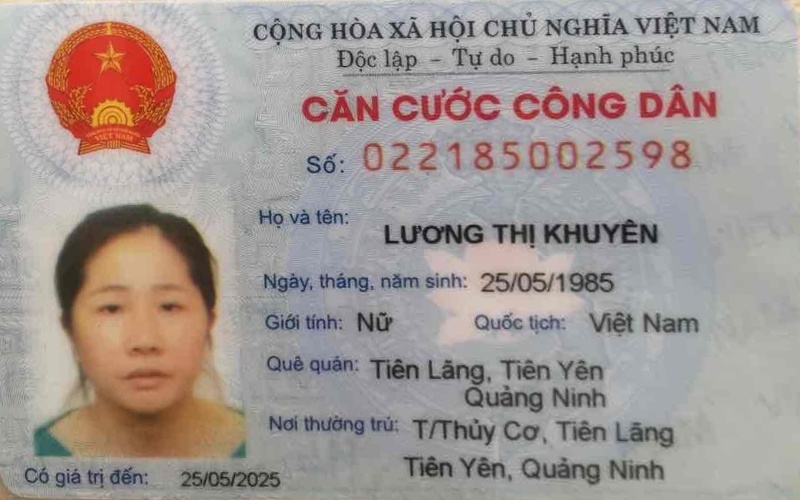 CỘNG HÒA XÃ HỘI CHỦ NGHĨA VIỆT NAM
Độc lập – Tự do – Hạnh phúc
CĂN CƯỚC CÔNG DÂN
Số: 022185002598
Họ và tên:
LƯƠNG THỊ KHUYÊN
Ngày, tháng, năm sinh: 25/05/1985
Giới tính: Nữ Quốc tịch: Việt Nam
Quê quán: Tiên Lãng, Tiên Yên
Quảng Ninh
Nơi thường trú: T/Thủy Cơ, Tiên Lãng
Tiên Yên, Quảng Ninh
Có giá trị đến: 25/05/2025
VIỆT NAM